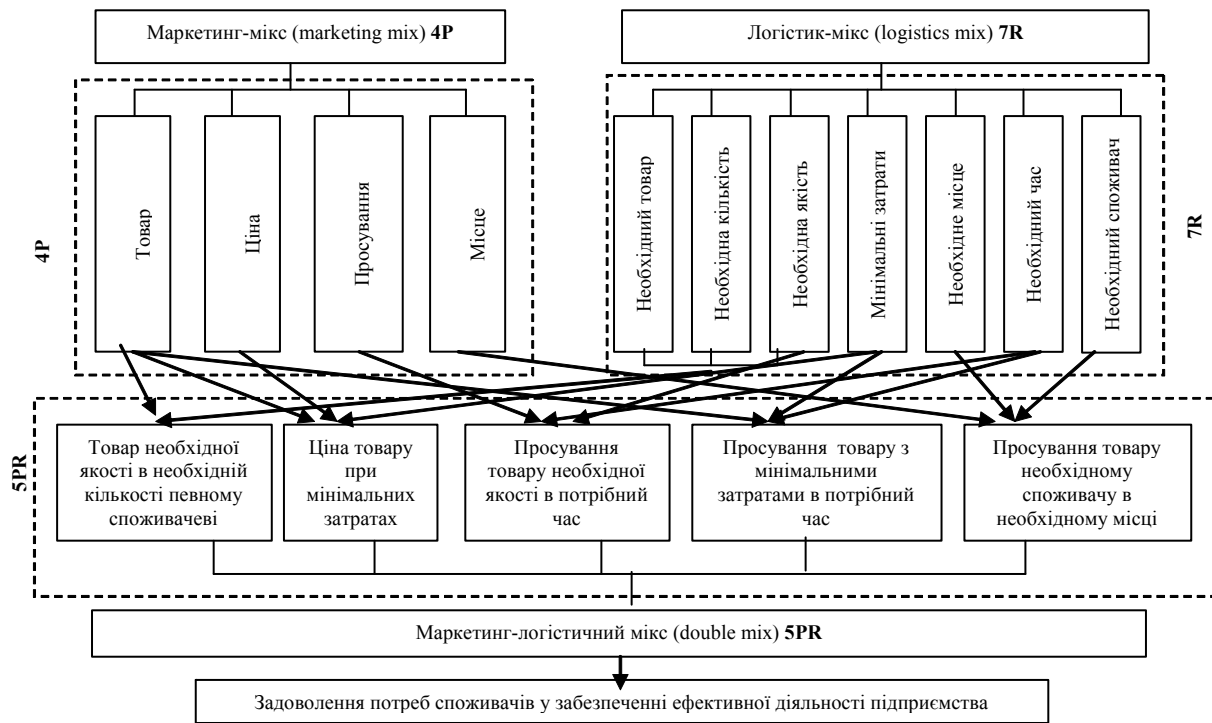 Маркетинг-мікс (marketing mix) 4P
Логістик-мікс (logistics mix) 7R
4P
Товар
Ціна
Просування
Місце
Необхідний товар
Необхідна кількість
Необхідна якість
Мінімальні затрати
Необхідне місце
Необхідний час
Необхідний споживач
7R
5PR
Товар необхідної
якості в необхідній
кількості певному
споживачеві
Ціна товару
при
мінімальних
затратах
Просування
товару необхідної
якості в потрібний
час
Просування товару з
мінімальними
затратами в потрібний
час
Просування товару
необхідному
споживачу в
необхідному місці
Маркетинг-логістичний мікс (double mix) 5PR
Задоволення потреб споживачів у забезпеченні ефективної діяльності підприємства